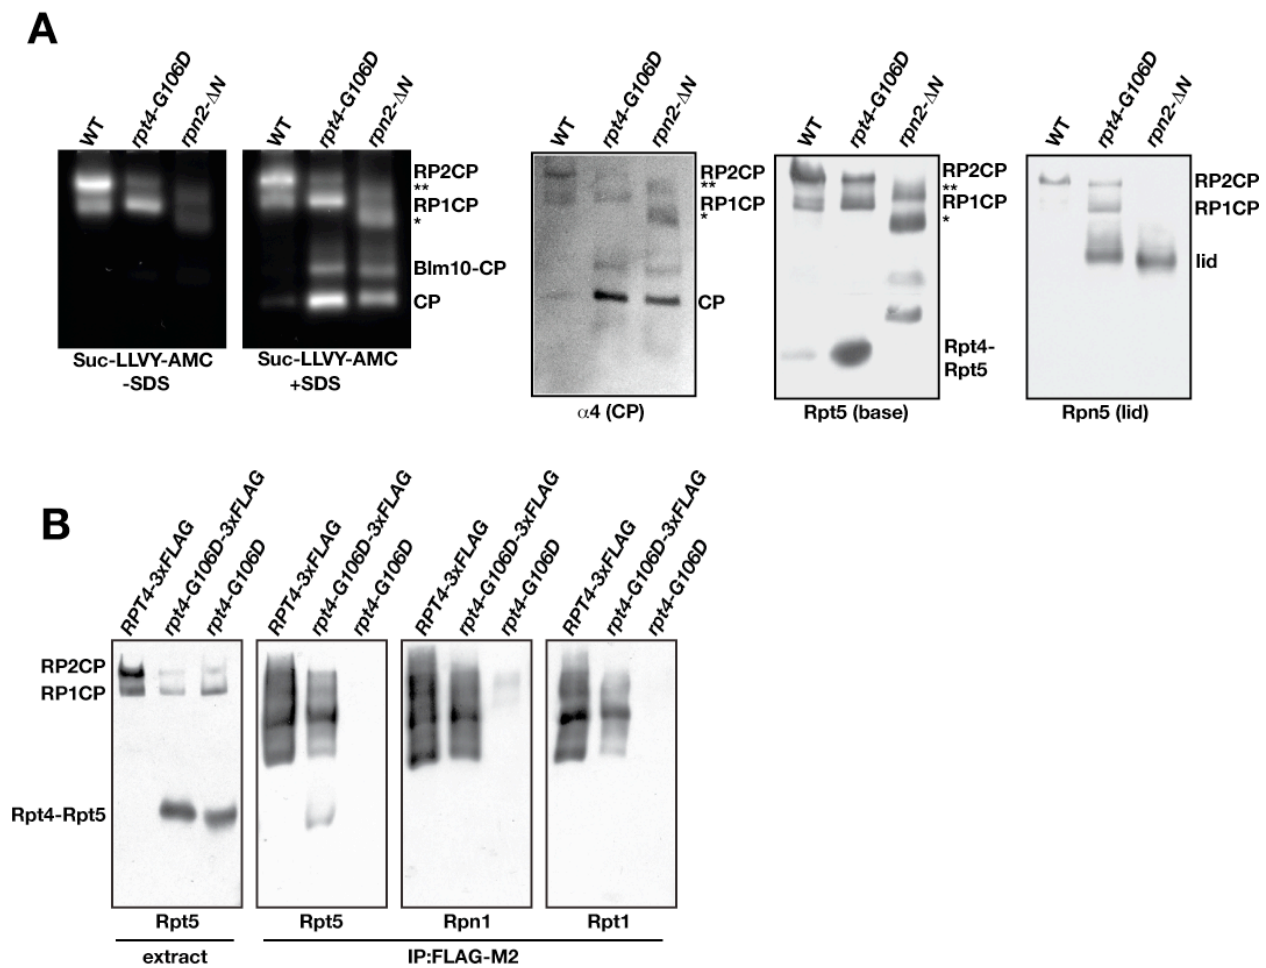 A
WT
rpt4-G106D
rpn2-ΔN
WT
rpt4-G106D
rpn2-ΔN
WT
rpt4-G106D
rpn2-ΔN
WT
rpt4-G106D
rpn2-ΔN
WT
rpt4-G106D
rpn2-ΔN
RP2CP
**
RP1CP
*
Blm10-CP
CP
RP2CP
**
RP1CP
*
CP
RP2CP
**
RP1CP
*
Rpt4-
Rpt5
RP2CP
RP1CP
lid
Suc-LLVY-AMC
-SDS
Suc-LLVY-AMC
+SDS
α4 (CP)
Rpt5 (base)
Rpn5 (lid)
B
RPT4-3xFLAG
rpt4-G106D-3xFLAG
rpt4-G106D
RPT4-3xFLAG
rpt4-G106D-3xFLAG
rpt4-G106D
RPT4-3xFLAG
rpt4-G106D-3xFLAG
rpt4-G106D
RPT4-3xFLAG
rpt4-G106D-3xFLAG
rpt4-G106D
RP2CP
RP1CP
Rpt4-Rpt5
Rpt5
Rpt5
Rpn1
Rpt1
extract
IP:FLAG-M2